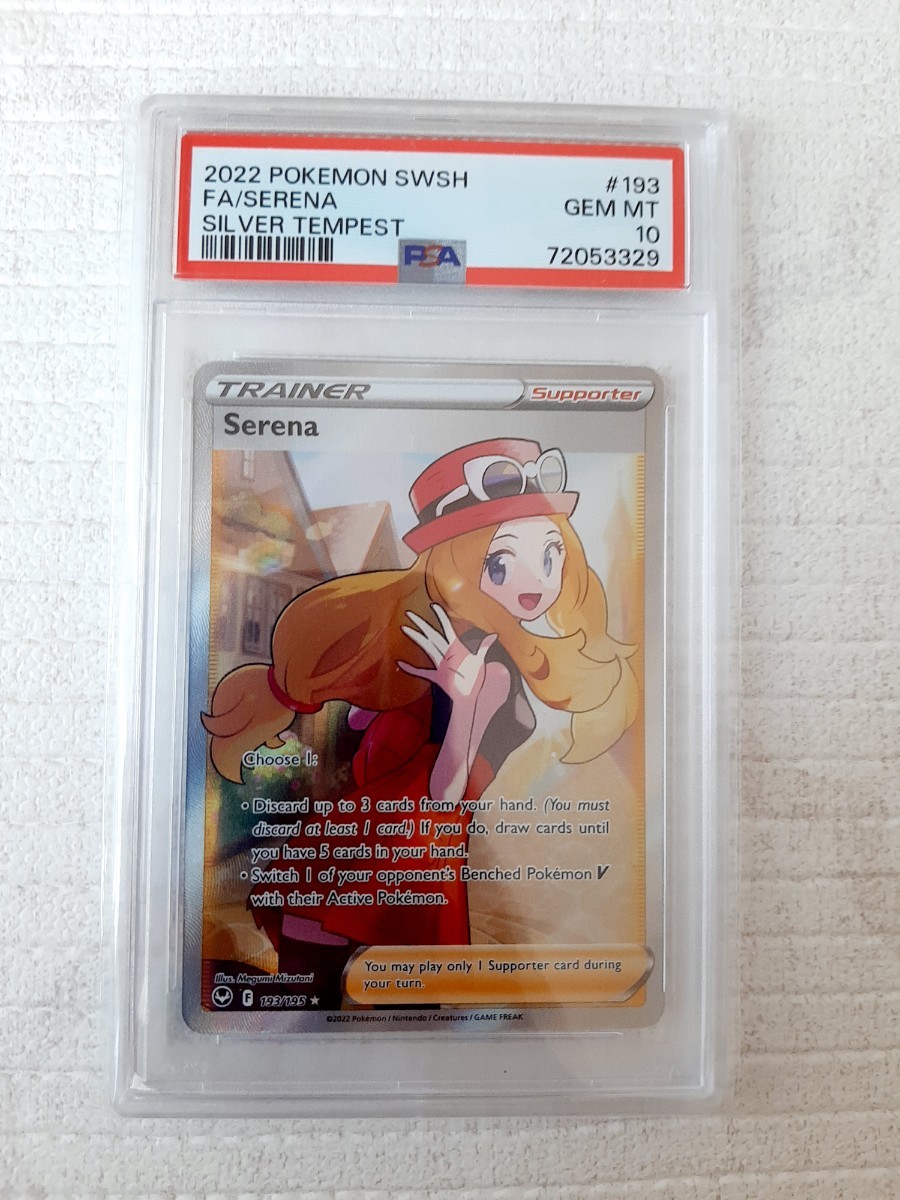 2022 POKEMON SWSH #193
FA/SERENA GEM MT
SILVER TEMPEST 10
PSA 72053329
TRAINER Supporter
Serena
Choose 1:
• Discard up to 3 cards from your hand. (You must
discard at least 1 card.) If you do, draw cards until
you have 5 cards in your hand.
• Switch 1 of your opponent's Benched Pokémon V
with their Active Pokémon.
You may play only 1 Supporter card during
your turn.
Illus. Megumi Mizutani
F 193/195 ★
©2022 Pokémon / Nintendo / Creatures / GAME FREAK